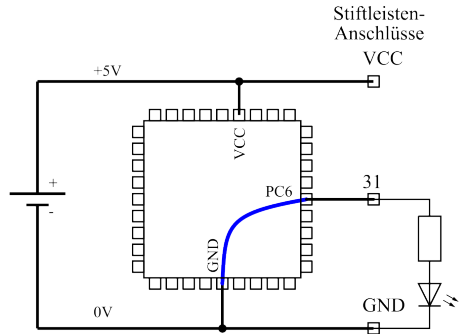 Stiftleisten-
Anschlüsse
VCC
+5V
VCC
+
-
PC6
31
GND
0V
GND